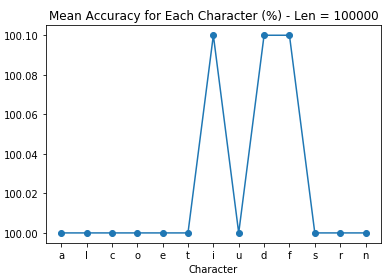 Mean Accuracy for Each Character (%) - Len = 100000
100.10
100.08
100.06
100.04
100.02
100.00
a l c o e t i u d f s r n
Character